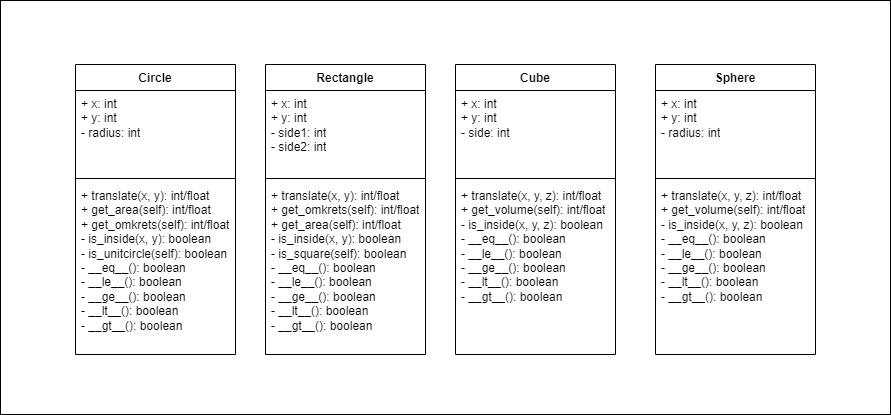 Circle
+ x: int
+ y: int
- radius: int
+ translate(x, y): int/float
+ get_area(self): int/float
+ get_omkrets(self): int/float
- is_inside(x, y): boolean
- is_unitcircle(self): boolean
- __eq__(): boolean
- __le__(): boolean
- __ge__(): boolean
- __lt__(): boolean
- __gt__(): boolean
Rectangle
+ x: int
+ y: int
- side1: int
- side2: int
+ translate(x, y): int/float
+ get_omkrets(self): int/float
+ get_area(self): int/float
- is_inside(x, y): boolean
- is_square(self): boolean
- __eq__(): boolean
- __le__(): boolean
- __ge__(): boolean
- __lt__(): boolean
- __gt__(): boolean
Cube
+ x: int
+ y: int
- side: int
+ translate(x, y, z): int/float
+ get_volume(self): int/float
- is_inside(x, y, z): boolean
- __eq__(): boolean
- __le__(): boolean
- __ge__(): boolean
- __lt__(): boolean
- __gt__(): boolean
Sphere
+ x: int
+ y: int
- radius: int
+ translate(x, y, z): int/float
+ get_volume(self): int/float
- is_inside(x, y, z): boolean
- __eq__(): boolean
- __le__(): boolean
- __ge__(): boolean
- __lt__(): boolean
- __gt__(): boolean